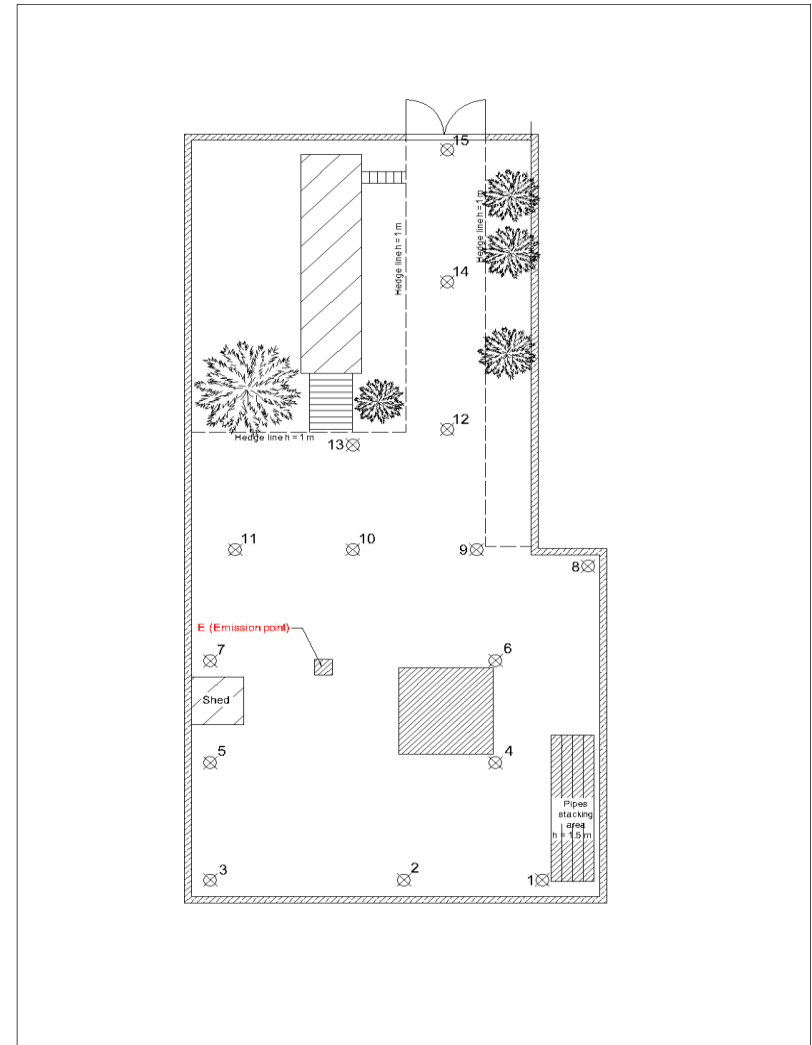 15
Hedge line h = 1 m
Hedge line h = 1 m
14
12
Hedge line h = 1 m
13
11
10
9
8
E (Emission point)
7
6
Shed
5
4
Pipes
stacking
area
h = 1.5 m
3
2
1